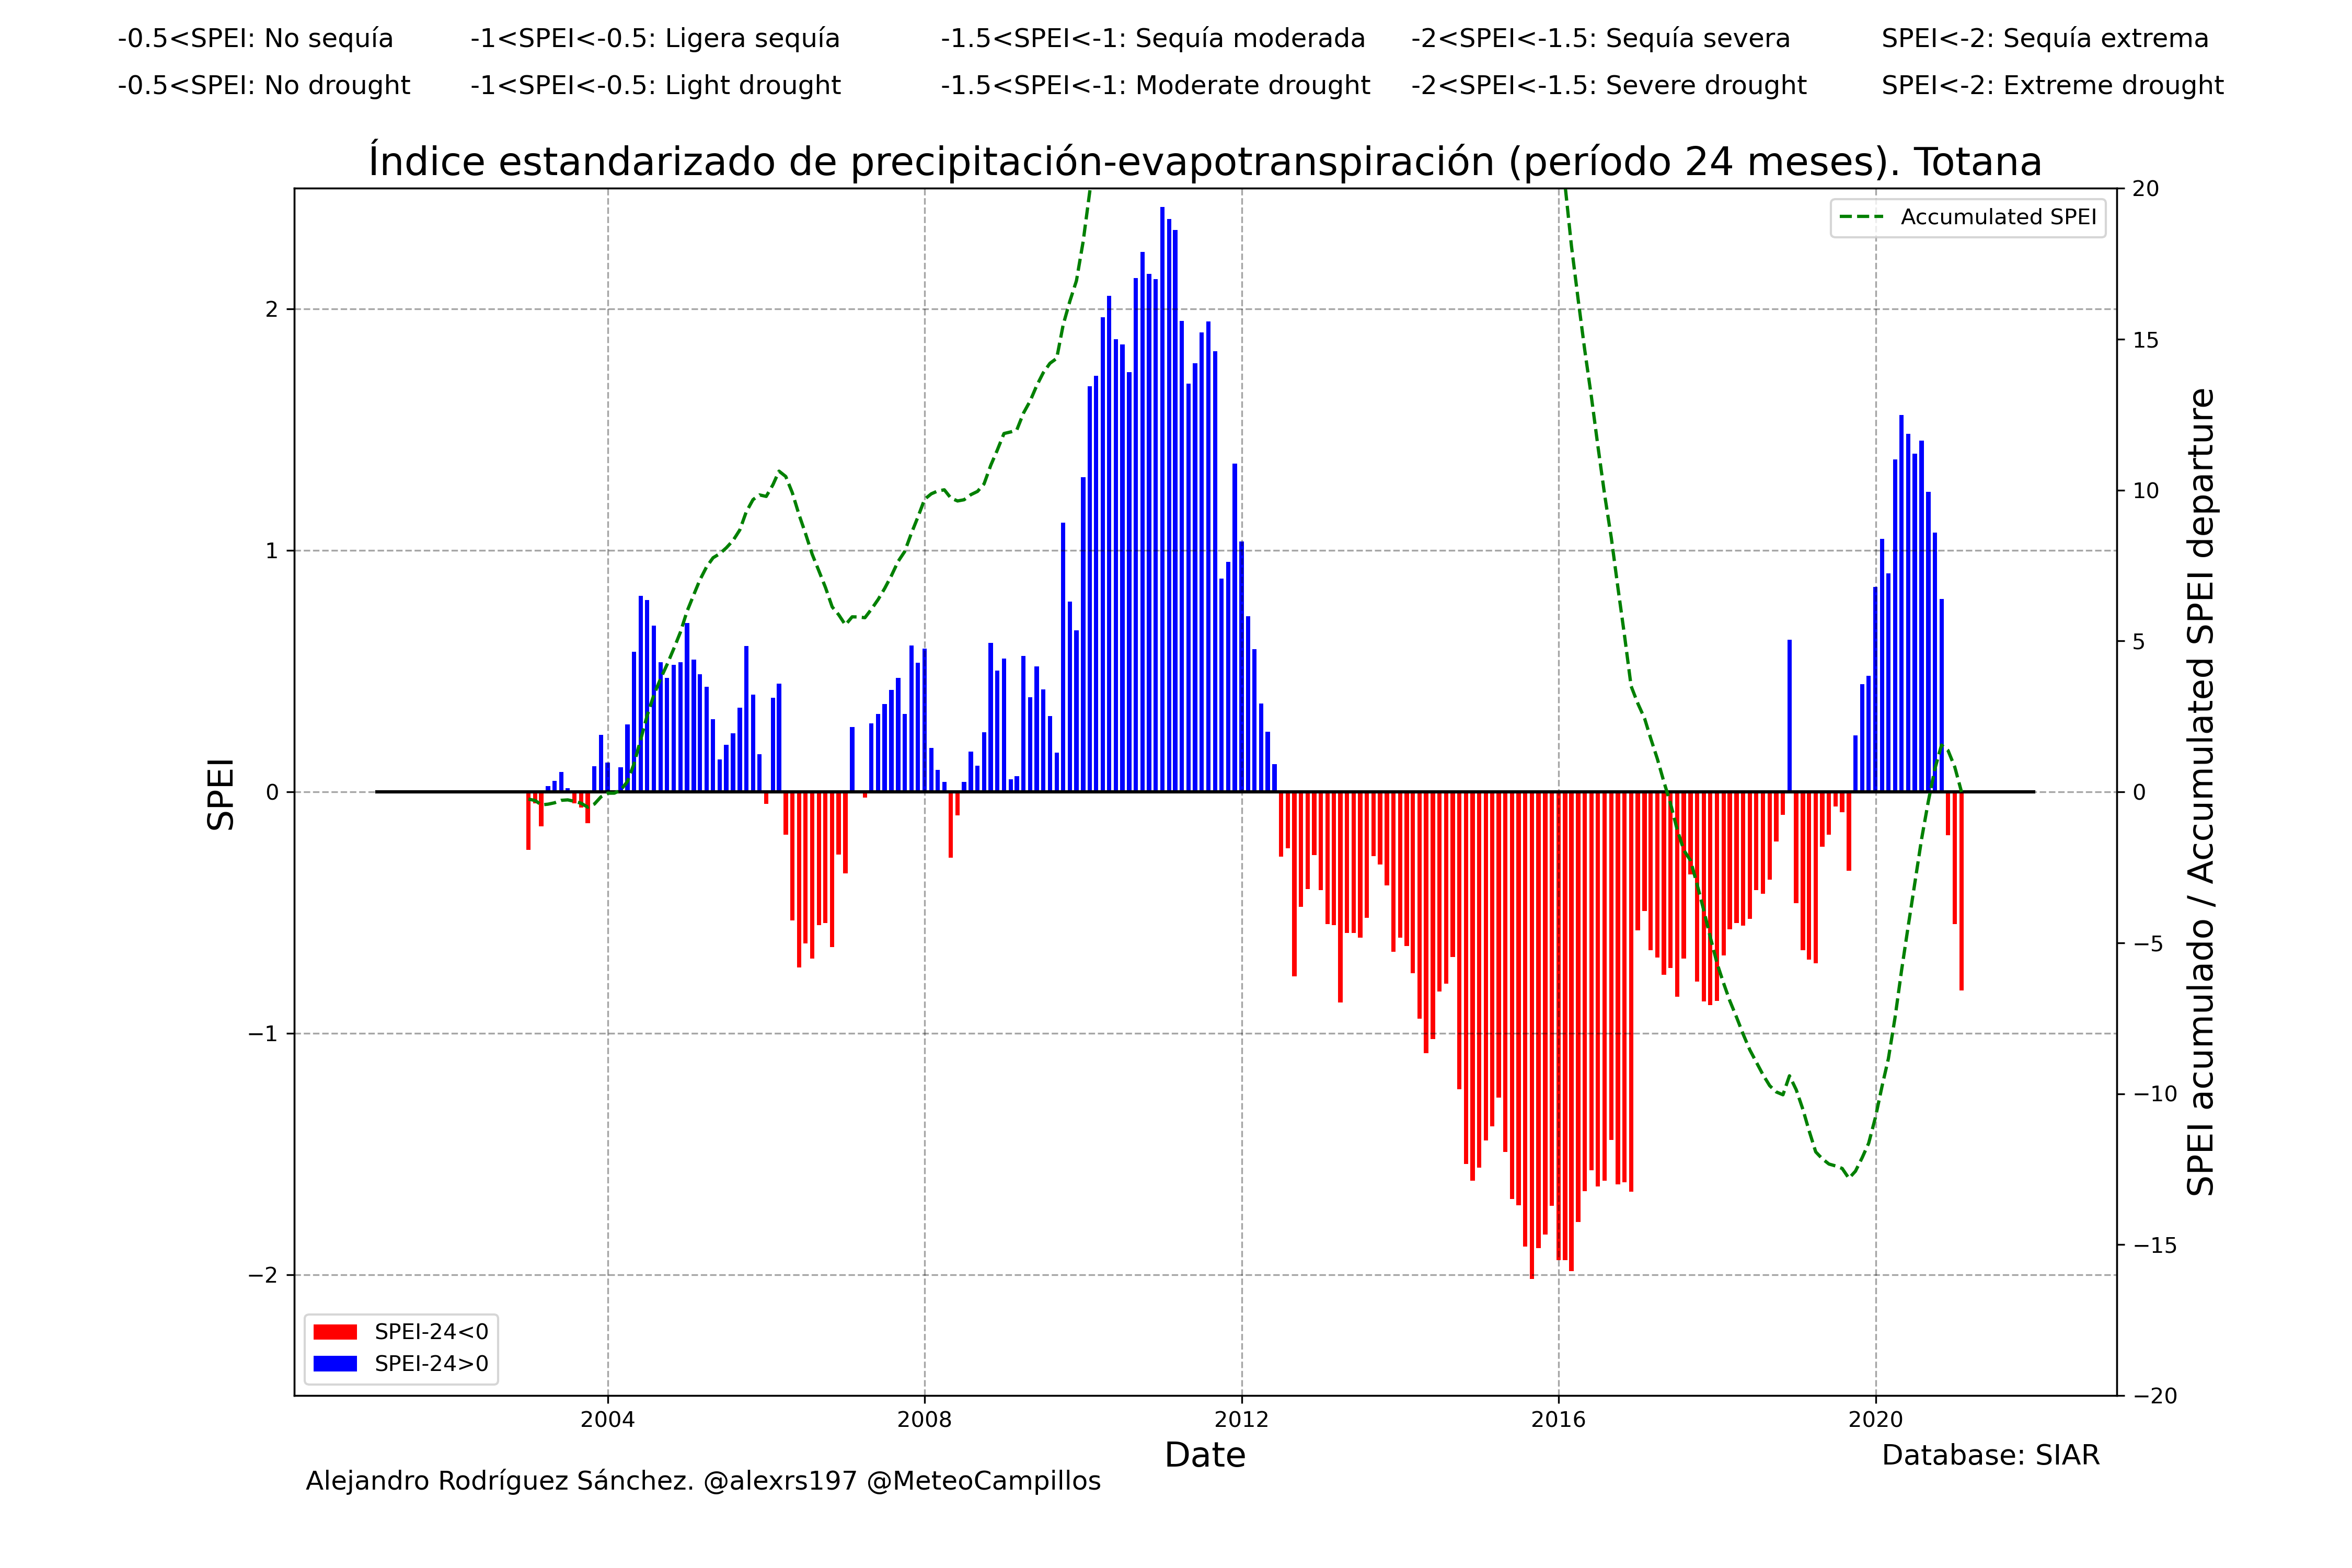 -0.5<SPEI: No sequía -1<SPEI<-0.5: Ligera sequía -1.5<SPEI<-1: Sequía moderada -2<SPEI<-1.5: Sequía severa SPEI<-2: Sequía extrema
-0.5<SPEI: No drought -1<SPEI<-0.5: Light drought -1.5<SPEI<-1: Moderate drought -2<SPEI<-1.5: Severe drought SPEI<-2: Extreme drought
Índice estandarizado de precipitación-evapotranspiración (período 24 meses). Totana
Accumulated SPEI
SPEI
2
1
0
−1
−2
20
15
10
5
0
−5
−10
−15
−20
SPEI acumulado / Accumulated SPEI departure
SPEI-24<0
SPEI-24>0
2004 2008 2012 2016 2020
Date
Database: SIAR
Alejandro Rodríguez Sánchez. @alexrs197 @MeteoCampillos